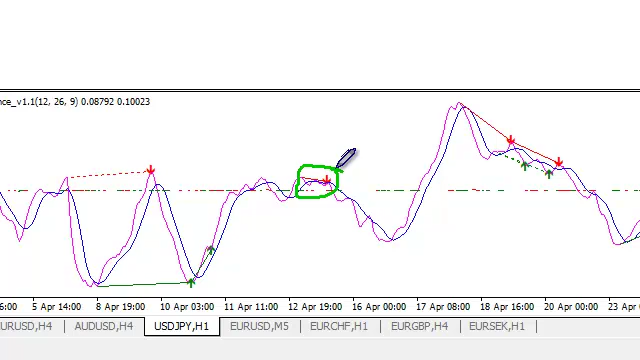 nce_v1.1(12, 26, 9) 0.08792 0.10023
6:00 5 Apr 14:00 8 Apr 19:00 10 Apr 03:00 11 Apr 11:00 12 Apr 19:00 16 Apr 00:00 17 Apr 08:00 18 Apr 16:00 20 Apr 00:00 23 Apr
URUSD,H4 AUDUSD,H4 USDJPY,H1 EURUSD,M5 EURCHF,H1 EURGBP,H4 EURSEK,H1